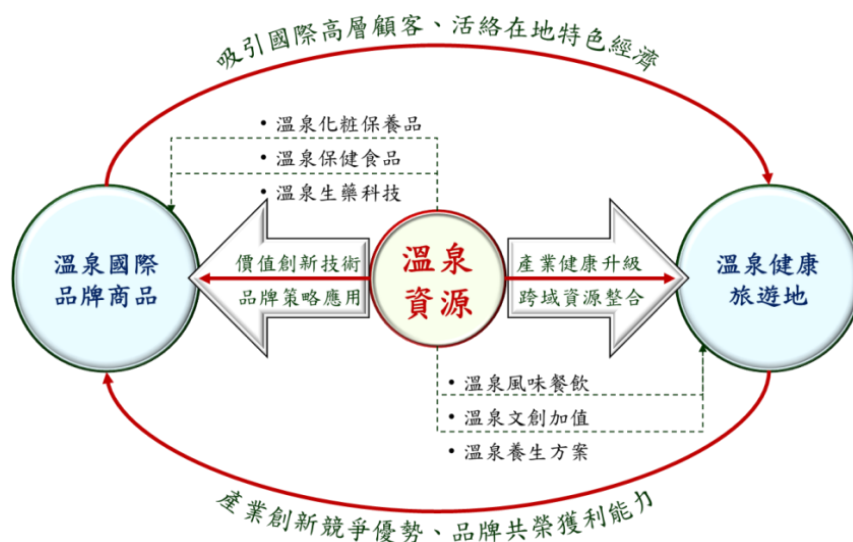 吸引國際高層顧客、活絡在地特色經濟
• 溫泉化粧保養品
• 溫泉保健食品
• 溫泉生藥科技
溫泉國際
品牌商品
價值創新技術
品牌策略應用
溫泉
資源
產業健康升級
跨域資源整合
溫泉健康
旅遊地
• 溫泉風味餐飲
• 溫泉文創加值
• 溫泉養生方案
產業創新競爭優勢、品牌共榮獲利能力